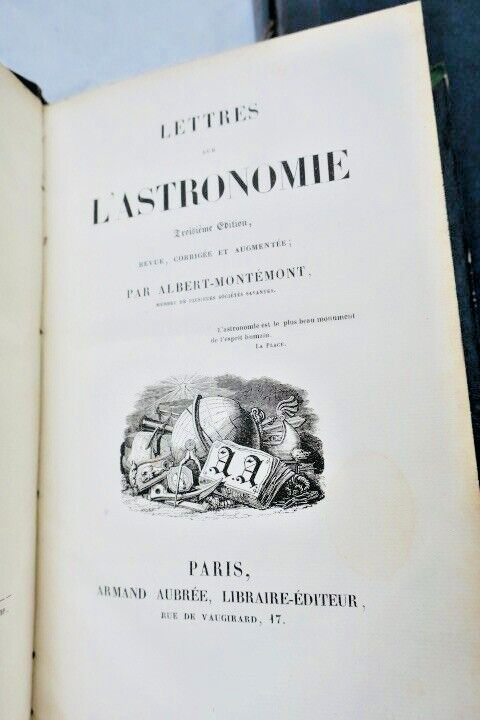 LETTRES
SUR
L'ASTRONOMIE
Troisième Édition,
REVUE, CORRIGÉE ET AUGMENTÉE;
PAR ALBERT-MONTÉMONT,
MEMBRE DE PLUSIEURS SOCIÉTÉS SAVANTES.
L'astronomie est le plus beau monument
de l'esprit humain.
LA PLACE.
A.A
PARIS,
ARMAND AUBRÉE, LIBRAIRE-ÉDITEUR,
RUE DE VAUGIRARD, 17.